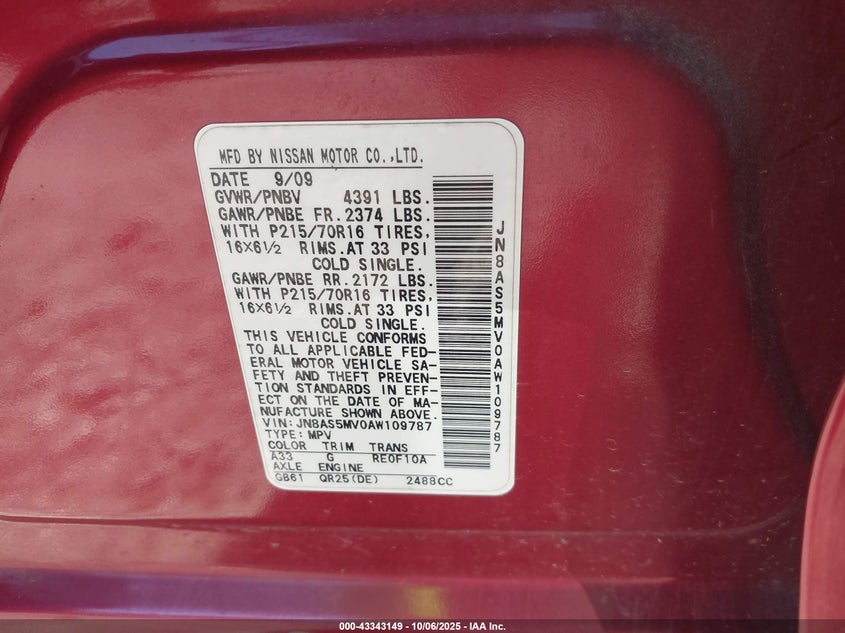 MFD BY NISSAN MOTOR CO.,LTD.
DATE 9/09
GVWR/PNBV 4391 LBS.
GAWR/PNBE FR. 2374 LBS.
WITH P215/70R16 TIRES,
16X6½ RIMS. AT 33 PSI
COLD SINGLE.
GAWR/PNBE RR. 2172 LBS.
WITH P215/70R16 TIRES,
16X6½ RIMS. AT 33 PSI
COLD SINGLE.
THIS VEHICLE CONFORMS
TO ALL APPLICABLE FED-
ERAL MOTOR VEHICLE SA-
FETY AND THEFT PREVEN-
TION STANDARDS IN EFF-
ECT ON THE DATE OF MA-
NUFACTURE SHOWN ABOVE.
VIN: JN8AS5MV0AW109787
TYPE: MPV
COLOR TRIM TRANS
A33 G RE0F10A
AXLE ENGINE
GB61 QR25(DE) 2488CC
JN8AS5MV0AW109787
000-43343149 - 10/06/2025 - IAA Inc.